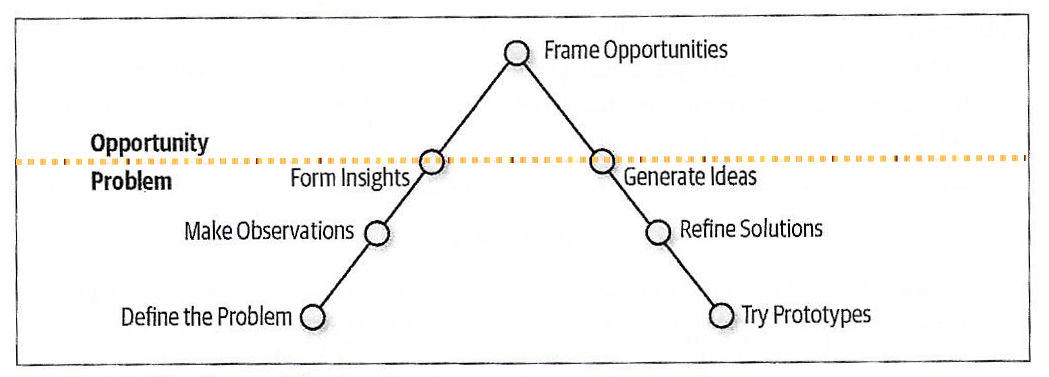 Frame Opportunities
Opportunity
Problem
Form Insights
Generate Ideas
Make Observations
Refine Solutions
Define the Problem
Try Prototypes